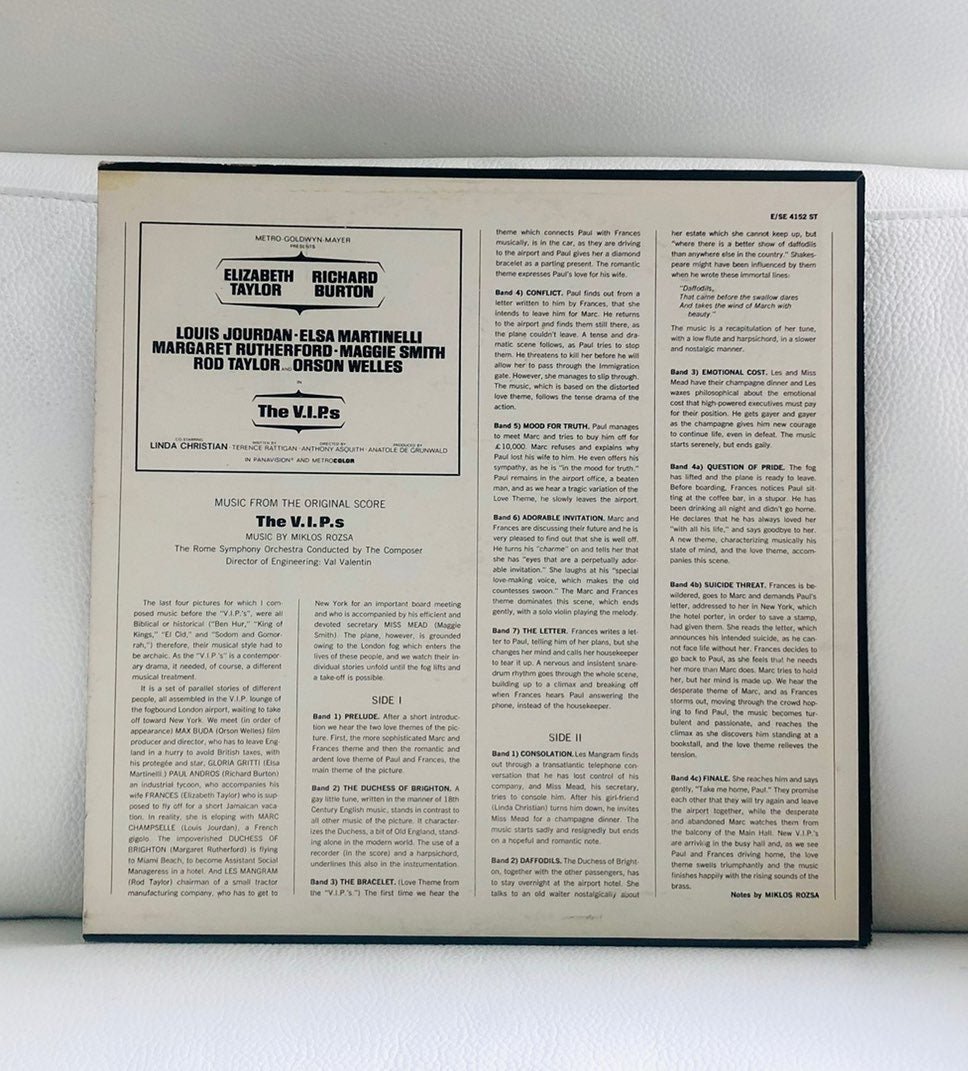 E/SE 4152 ST
METRO-GOLDWYN-MAYER
PRESENTS
ELIZABETH TAYLOR
RICHARD BURTON
LOUIS JOURDAN·ELSA MARTINELLI
MARGARET RUTHERFORD·MAGGIE SMITH
ROD TAYLOR AND ORSON WELLES
IN
The V.I.P.s
CO-STARRING
LINDA CHRISTIAN
WRITTEN BY
TERENCE RATTIGAN
DIRECTED BY
ANTHONY ASQUITH
PRODUCED BY
ANATOLE DE GRUNWALD
IN PANAVISION® AND METROCOLOR
MUSIC FROM THE ORIGINAL SCORE
The V.I.P.s
MUSIC BY MIKLOS ROZSA
The Rome Symphony Orchestra Conducted by The Composer
Director of Engineering: Val Valentin
The last four pictures for which I com-
posed music before the "V.I.P.'s", were all
Biblical or historical ("Ben Hur," "King of
Kings," "El Cid," and "Sodom and Gomor-
rah,") therefore, their musical style had to
be archaic. As the "V.I.P.'s" is a contempor-
ary drama, it needed, of course, a different
musical treatment.
It is a set of parallel stories of different
people, all assembled in the V.I.P. lounge of
the fogbound London airport, waiting to take
off toward New York. We meet (in order of
appearance) MAX BUDA (Orson Welles) film
producer and director, who has to leave Eng-
land in a hurry to avoid British taxes, with
his protegée and star, GLORIA GRITTI (Elsa
Martinelli.) PAUL ANDROS (Richard Burton)
an industrial tycoon, who accompanies his
wife FRANCES (Elizabeth Taylor) who is sup-
posed to fly off for a short Jamaican vaca-
tion. In reality, she is eloping with MARC
CHAMPSELLE (Louis Jourdan), a French
gigolo. The impoverished DUCHESS OF
BRIGHTON (Margaret Rutherford) is flying
to Miami Beach, to become Assistant Social
Manageress in a hotel. And LES MANGRAM
(Rod Taylor) chairman of a small tractor
manufacturing company, who has to get to
New York for an important board meeting
and who is accompanied by his efficient and
devoted secretary MISS MEAD (Maggie
Smith). The plane, however, is grounded
owing to the London fog which enters the
lives of these people, and we watch their in-
dividual stories unfold until the fog lifts and
a take-off is possible.
SIDE I
Band 1) PRELUDE. After a short introduc-
tion we hear the two love themes of the pic-
ture. First, the more sophisticated Marc and
Frances theme and then the romantic and
ardent love theme of Paul and Frances, the
main theme of the picture.
Band 2) THE DUCHESS OF BRIGHTON. A
gay little tune, written in the manner of 18th
Century English music, stands in contrast to
all other music of the picture. It character-
izes the Duchess, a bit of Old England, stand-
ing alone in the modern world. The use of a
recorder (in the score) and a harpsichord,
underlines this also in the instrumentation.
Band 3) THE BRACELET. (Love Theme from
the "V.I.P.'s.") The first time we hear the
theme which connects Paul with Frances
musically, is in the car, as they are driving
to the airport and Paul gives her a diamond
bracelet as a parting present. The romantic
theme expresses Paul's love for his wife.
Band 4) CONFLICT. Paul finds out from a
letter written to him by Frances, that she
intends to leave him for Marc. He returns
to the airport and finds them still there, as
the plane couldn't leave. A tense and dra-
matic scene follows, as Paul tries to stop
them. He threatens to kill her before he will
allow her to pass through the Immigration
gate. However, she manages to slip through.
The music, which is based on the distorted
love theme, follows the tense drama of the
action.
Band 5) MOOD FOR TRUTH. Paul manages
to meet Marc and tries to buy him off for
£10,000. Marc refuses and explains why
Paul lost his wife to him. He even offers his
sympathy, as he is "in the mood for truth."
Paul remains in the airport office, a beaten
man, and as we hear a tragic variation of the
Love Theme, he slowly leaves the airport.
Band 6) ADORABLE INVITATION. Marc and
Frances are discussing their future and he is
very pleased to find out that she is well off.
He turns his "charme" on and tells her that
she has "eyes that are a perpetually ador-
able invitation." She laughs at his "special
love-making voice, which makes the old
countesses swoon." The Marc and Frances
theme dominates this scene, which ends
gently, with a solo violin playing the melody.
Band 7) THE LETTER. Frances writes a let-
ter to Paul, telling him of her plans, but she
changes her mind and calls her housekeeper
to tear it up. A nervous and insistent snare-
drum rhythm goes through the whole scene,
building up to a climax and breaking off
when Frances hears Paul answering the
phone, instead of the housekeeper.
SIDE II
Band 1) CONSOLATION. Les Mangram finds
out through a transatlantic telephone con-
versation that he has lost control of his
company, and Miss Mead, his secretary,
tries to console him. After his girl-friend
(Linda Christian) turns him down, he invites
Miss Mead for a champagne dinner. The
music starts sadly and resignedly but ends
on a hopeful and romantic note.
Band 2) DAFFODILS. The Duchess of Bright-
on, together with the other passengers, has
to stay overnight at the airport hotel. She
talks to an old waiter nostalgically about
her estate which she cannot keep up, but
"where there is a better show of daffodils
than anywhere else in the country." Shakes-
peare might have been influenced by them
when he wrote these immortal lines:
"Daffodils,
That came before the swallow dares
And takes the wind of March with
beauty."
The music is a recapitulation of her tune,
with a low flute and harpsichord, in a slower
and nostalgic manner.
Band 3) EMOTIONAL COST. Les and Miss
Mead have their champagne dinner and Les
waxes philosophical about the emotional
cost that high-powered executives must pay
for their position. He gets gayer and gayer
as the champagne gives him new courage
to continue life, even in defeat. The music
starts serenely, but ends gaily.
Band 4a) QUESTION OF PRIDE. The fog
has lifted and the plane is ready to leave.
Before boarding, Frances notices Paul sit-
ting at the coffee bar, in a stupor. He has
been drinking all night and didn't go home.
He declares that he has always loved her
"with all his life," and says goodbye to her.
A new theme, characterizing musically his
state of mind, and the love theme, accom-
panies this scene.
Band 4b) SUICIDE THREAT. Frances is be-
wildered, goes to Marc and demands Paul's
letter, addressed to her in New York, which
the hotel porter, in order to save a stamp,
had given them. She reads the letter, which
announces his intended suicide, as he can-
not face life without her. Frances decides to
go back to Paul, as she feels that he needs
her more than Marc does. Marc tries to hold
her, but her mind is made up. We hear the
desperate theme of Marc, and as Frances
storms out, moving through the crowd hop-
ing to find Paul, the music becomes tur-
bulent and passionate, and reaches the
climax as she discovers him standing at a
bookstall, and the love theme relieves the
tension.
Band 4c) FINALE. She reaches him and says
gently, "Take me home, Paul." They promise
each other that they will try again and leave
the airport together, while the desperate
and abandoned Marc watches them from
the balcony of the Main Hall. New V.I.P.'s
are arriving in the busy hall and, as we see
Paul and Frances driving home, the love
theme swells triumphantly and the music
finishes happily with the rising sounds of the
brass.
Notes by MIKLOS ROZSA